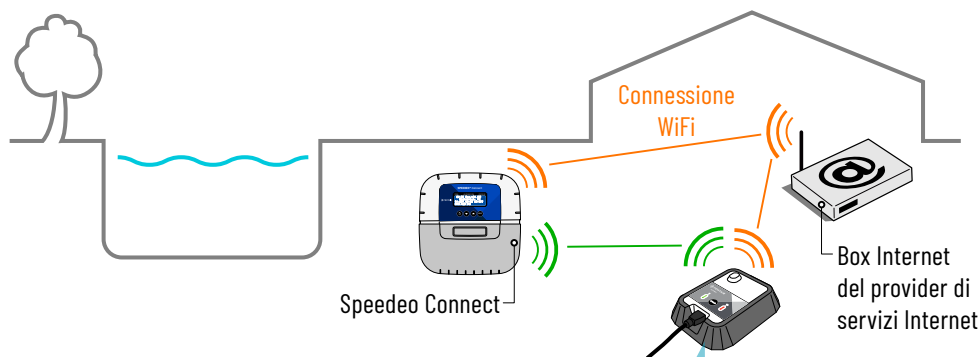 Connessione
WiFi
@
Speedeo Connect
Box Internet
del provider di
servizi Internet